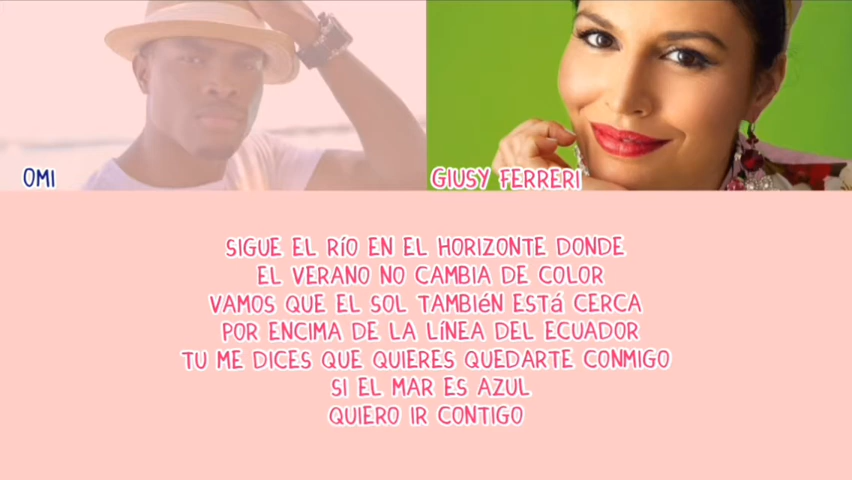 OMI
GIUSY FERRERI
SIGUE EL RÍO EN EL HORIZONTE DONDE
EL VERANO NO CAMBIA DE COLOR
VAMOS QUE EL SOL TAMBIÉN ESTÁ CERCA
POR ENCIMA DE LA LÍNEA DEL ECUADOR
TU ME DICES QUE QUIERES QUEDARTE CONMIGO
SI EL MAR ES AZUL
QUIERO IR CONTIGO